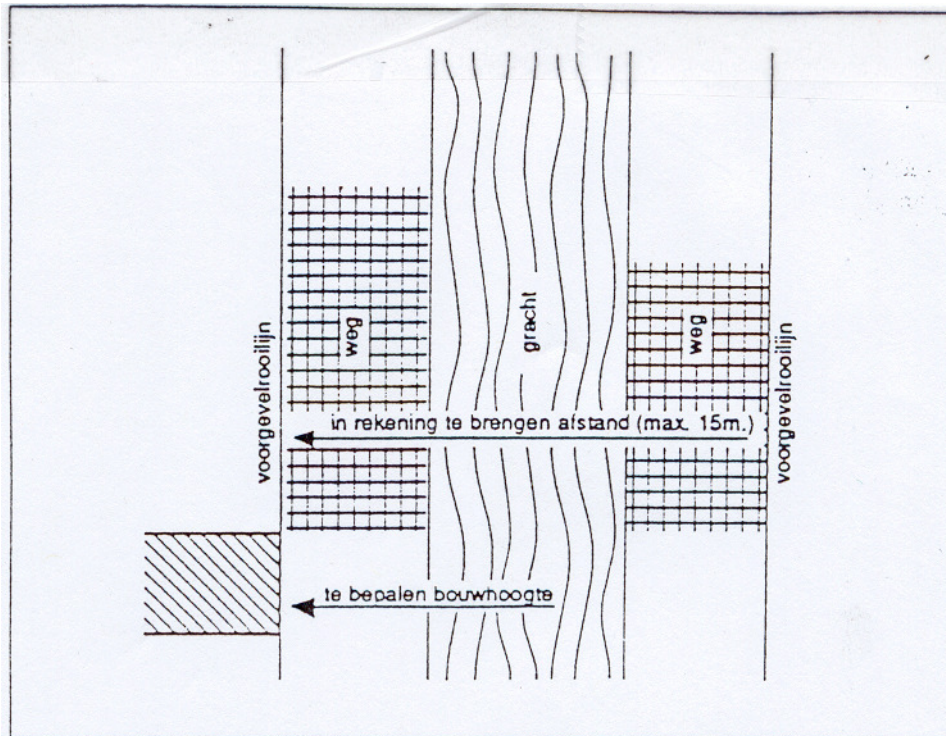 voorgevelrooilijn
weg
gracht
weg
voorgevelrooilijn
in rekening te brengen afstand (max. 15m.)
te bepalen bouwhoogte